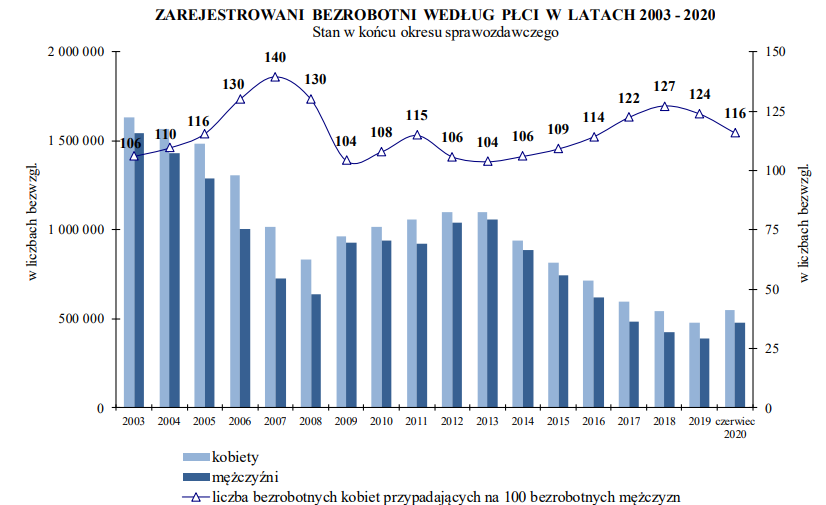 ZAREJESTROWANI BEZROBOTNI WEDŁUG PŁCI W LATACH 2003 - 2020
Stan w końcu okresu sprawozdawczego
2 000 000
1 500 000
1 000 000
500 000
0
w liczbach bezwzgl.
150
125
100
75
50
25
0
w liczbach bezwzgl.
106 110 116 130 140 130 104 108 115 106 104 106 109 114 122 127 124 116
2003 2004 2005 2006 2007 2008 2009 2010 2011 2012 2013 2014 2015 2016 2017 2018 2019 czerwiec
2020
kobiety
mężczyźni
liczba bezrobotnych kobiet przypadających na 100 bezrobotnych mężczyzn